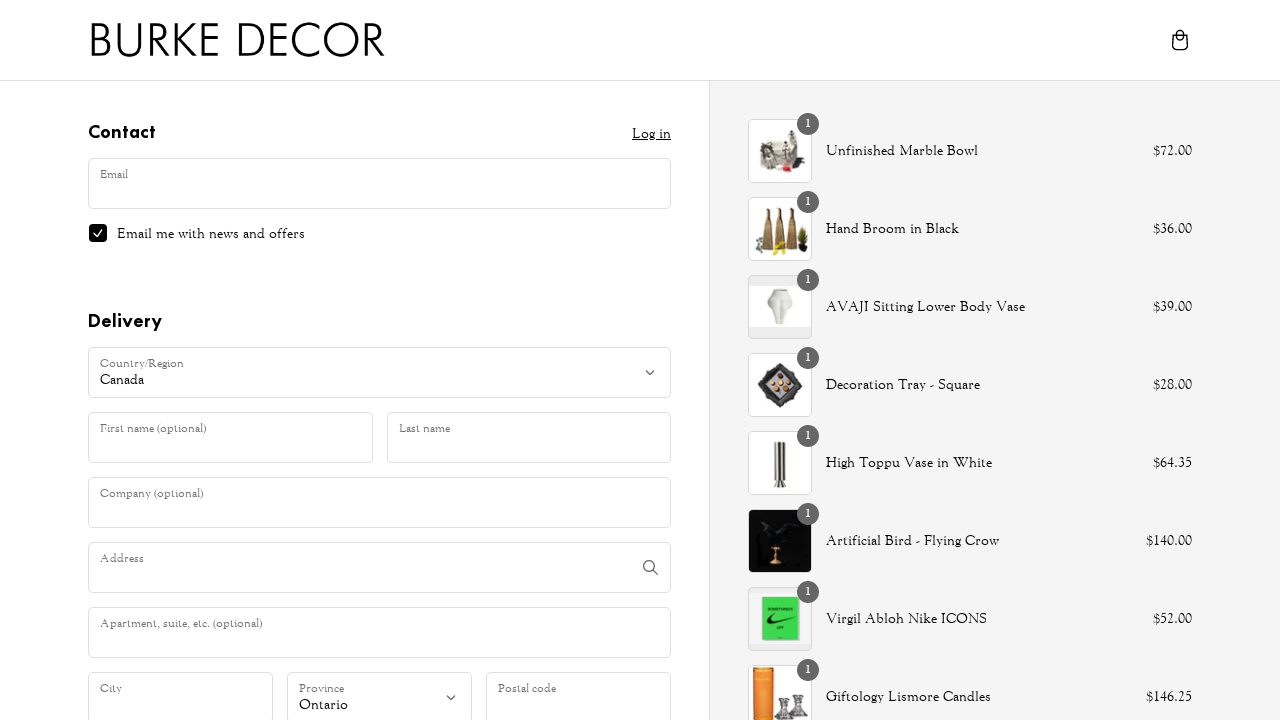 BURKE DECOR
Contact
Log in
Email
Email me with news and offers
Delivery
Country/Region
Canada
First name (optional)
Last name
Company (optional)
Address
Apartment, suite, etc. (optional)
City
Province
Ontario
Postal code
1
Unfinished Marble Bowl
$72.00
1
Hand Broom in Black
$36.00
1
AVAJI Sitting Lower Body Vase
$39.00
1
Decoration Tray - Square
$28.00
1
High Toppu Vase in White
$64.35
1
Artificial Bird - Flying Crow
$140.00
1
Virgil Abloh Nike ICONS
$52.00
1
Giftology Lismore Candles
$146.25